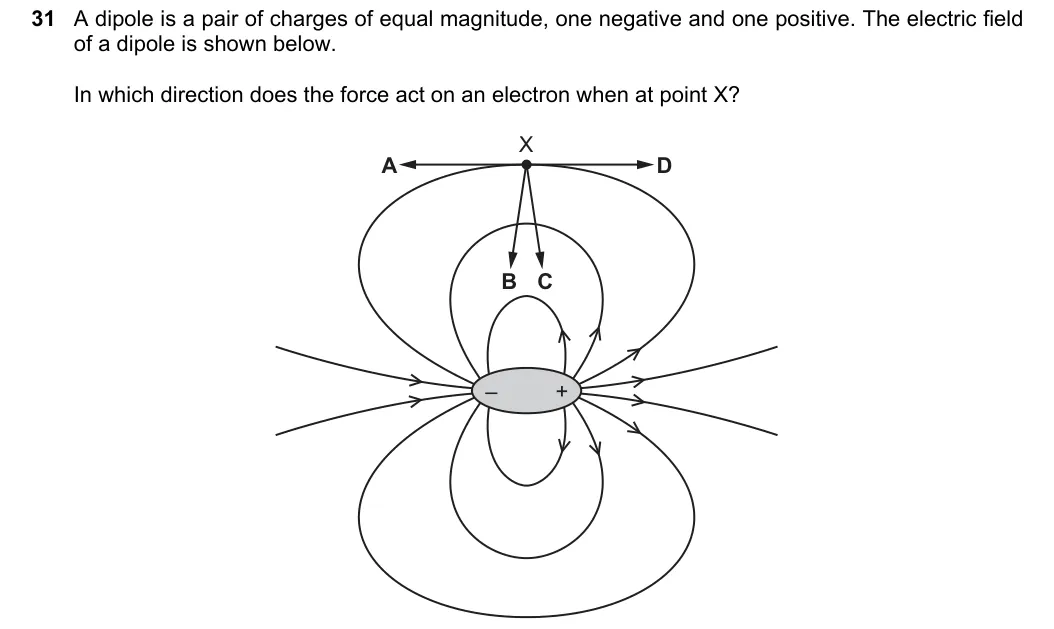 31 A dipole is a pair of charges of equal magnitude, one negative and one positive. The electric field
of a dipole is shown below.
In which direction does the force act on an electron when at point X?
X
A D
B C
– +